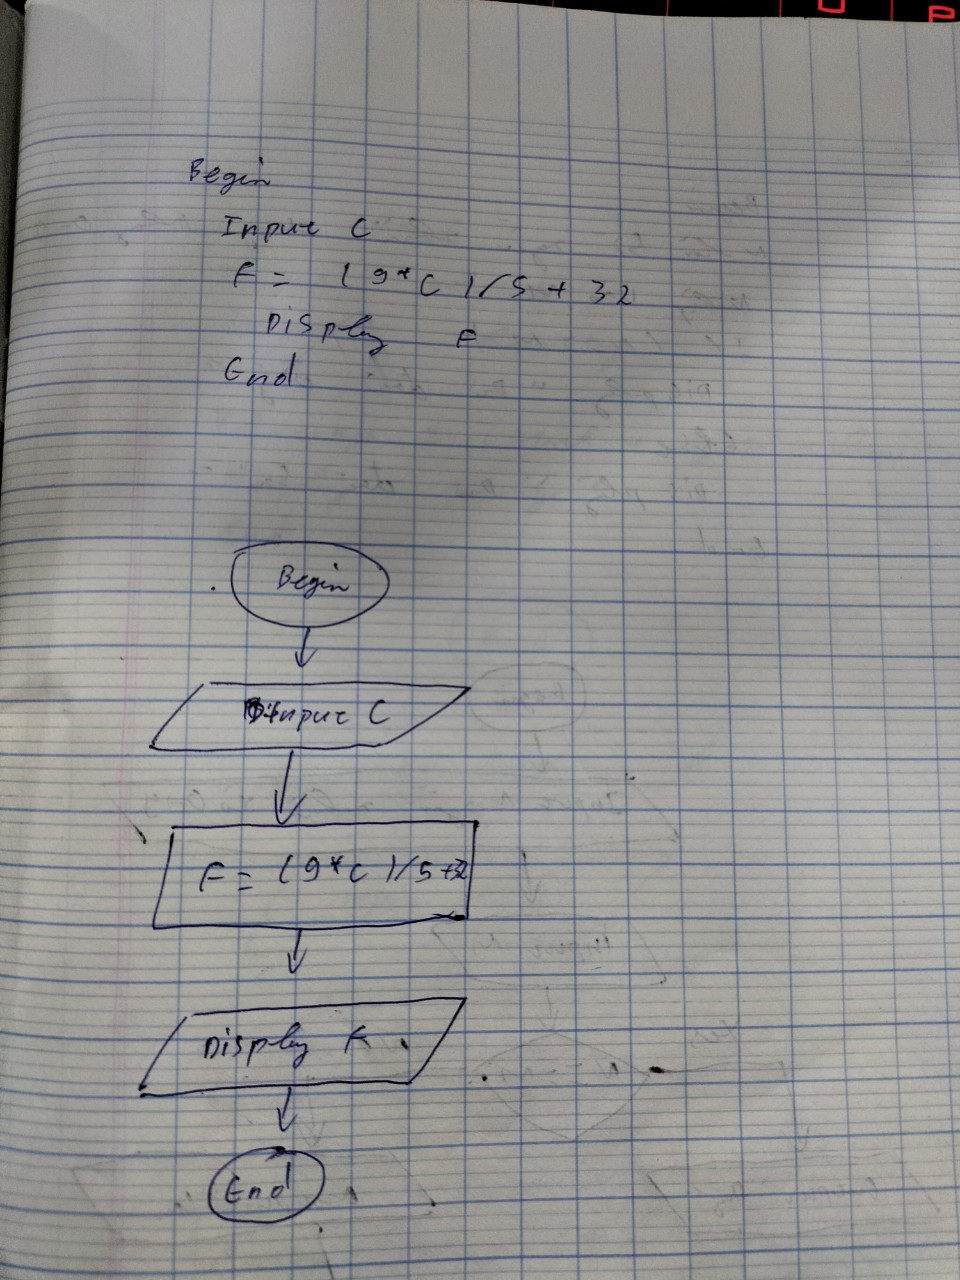 Begin
Input C
F = (9*C)/5 + 32
Display F
End
Begin
Input C
F = (9*C)/5+32
Display F
End